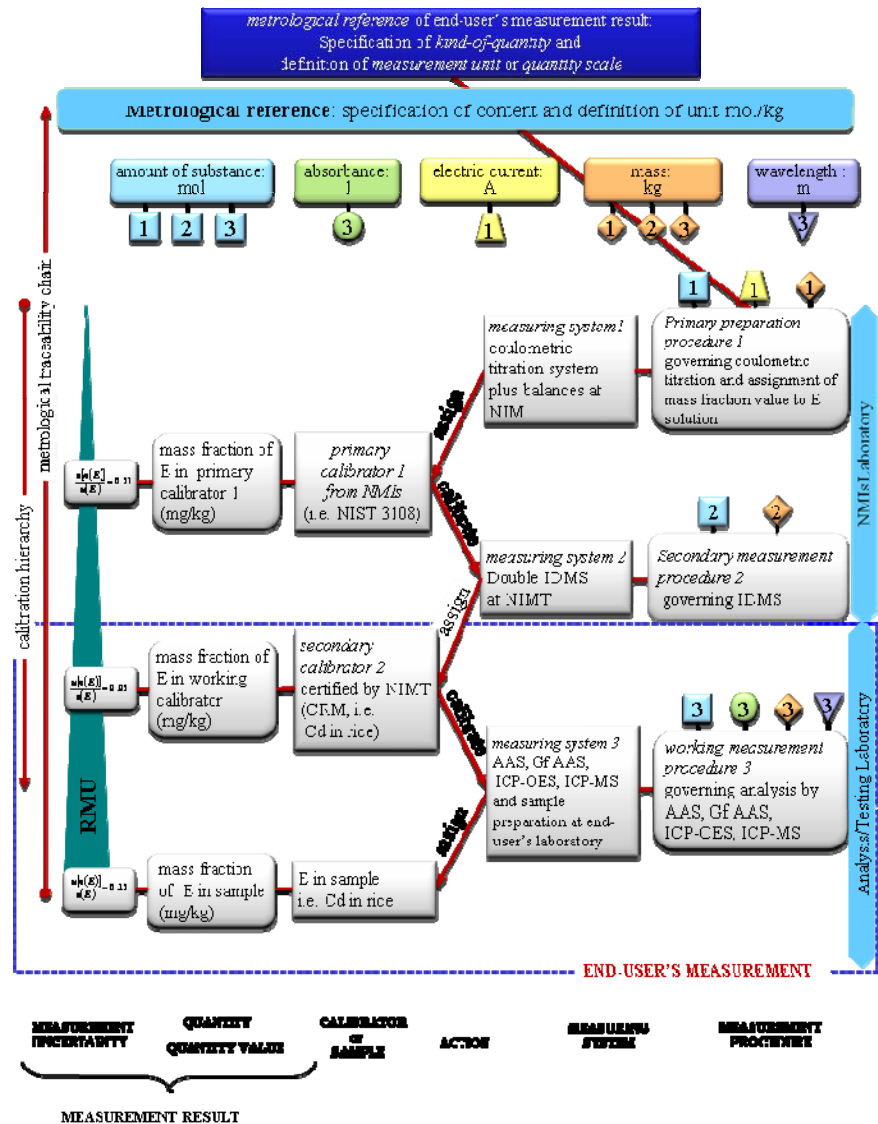 metrological reference of end-user's measurement result:
Specification of kind-of-quantity and
definition of measurement unit or quantity scale
Metrological reference: specification of content and definition of unit mol/kg
amount of substance:
mol
absorbance:
1
electric current:
A
mass:
kg
wavelength :
m
1
2
3
3
1
1
2
3
3
metrological traceability chain
calibration hierarchy
1
1
1
measuring system1
coulometric
titration system
plus balances at
NIM
Primary preparation
procedure 1
governing coulometric
titretion and assignment of
mass fraction value to E
solution
NMIs Laboratory
assign
mass fraction of
E in primary
calibrator 1
(mg/kg)
primary
calibrator 1
from NMIs
(i.e. NIST 3108)
calibrate
2
2
measuring system 2
Double IDMS
at NIMT
Secondary measurement
procedure 2
governing IDMS
assign
mass fraction of
E in working
calibrator
(mg/kg)
secondary
calibrator 2
certified by NIMT
(CRM, i.e.
Cd in rice)
calibrate
3
3
3
3
measuring system 3
AAS, Gf AAS,
ICP-OES, ICP-MS
and sample
preparation at end-
user's laboratory
working measurement
procedure 3
governing analysis by
AAS, Gf AAS,
ICP-CES, ICP-MS
Analysis/Testing Laboratory
RMU
assign
mass fraction
of E in sample
(mg/kg)
E in sample
i.e. Cd in rice
END-USER'S MEASUREMENT
MEASUREMENT
UNCERTAINTY
QUANTITY
QUANTITY VALUE
CALIBRATOR
or
SAMPLE
ACTION
MEASURING
SYSTEM
MEASUREMENT
PROCEDURE
MEASUREMENT RESULT